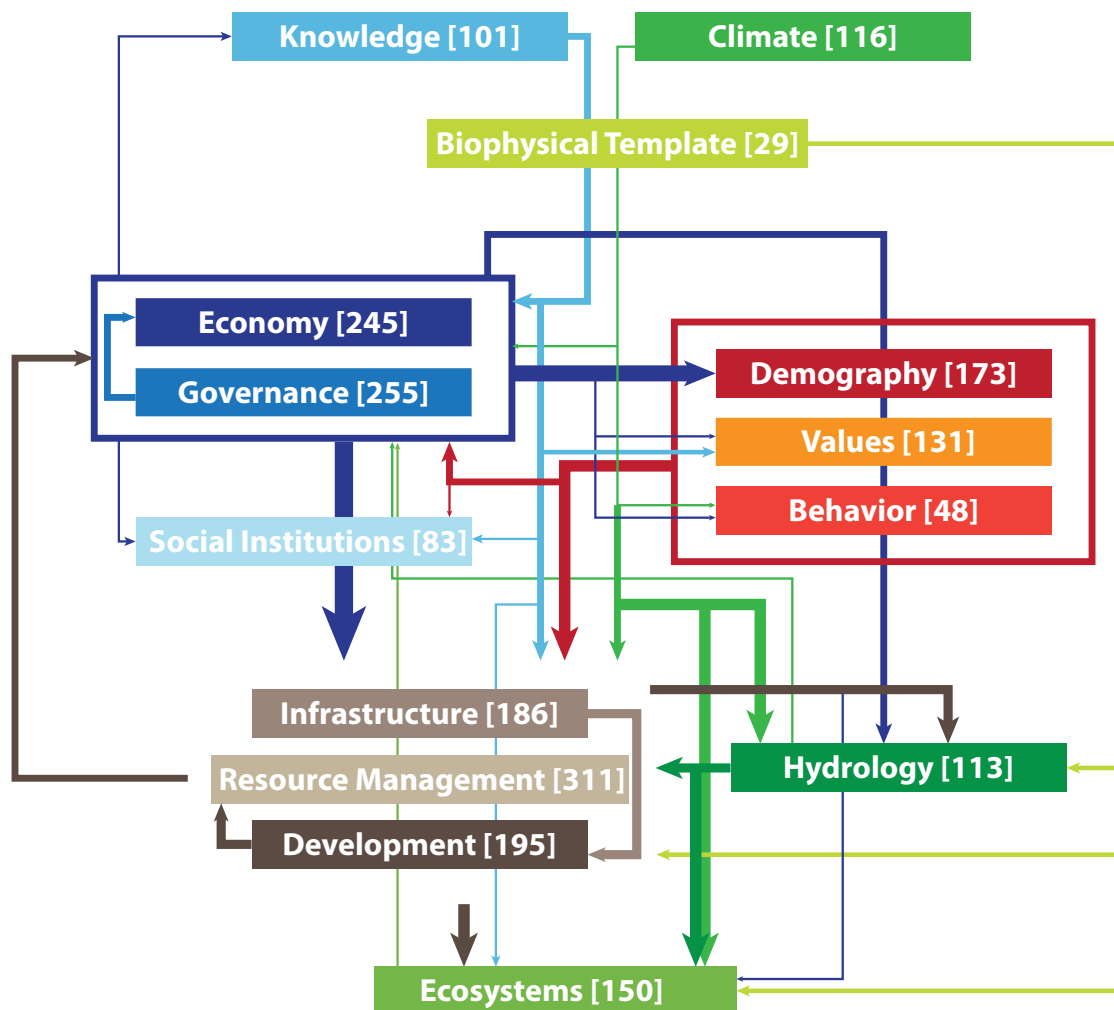 Knowledge [101]
Climate [116]
Biophysical Template [29]
Economy [245]
Governance [255]
Demography [173]
Values [131]
Behavior [48]
Social Institutions [83]
Infrastructure [186]
Resource Management [311]
Development [195]
Hydrology [113]
Ecosystems [150]